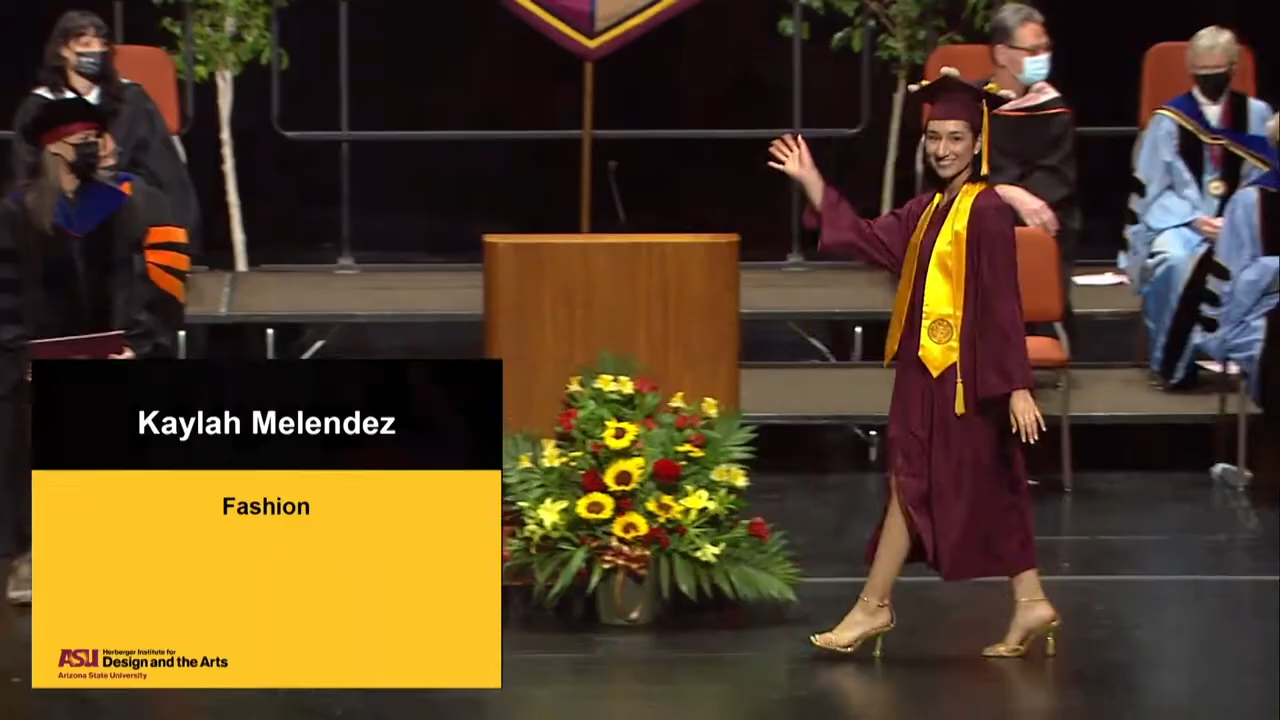 Kaylah Melendez
Fashion
ASU Herberger Institute for
Design and the Arts
Arizona State University